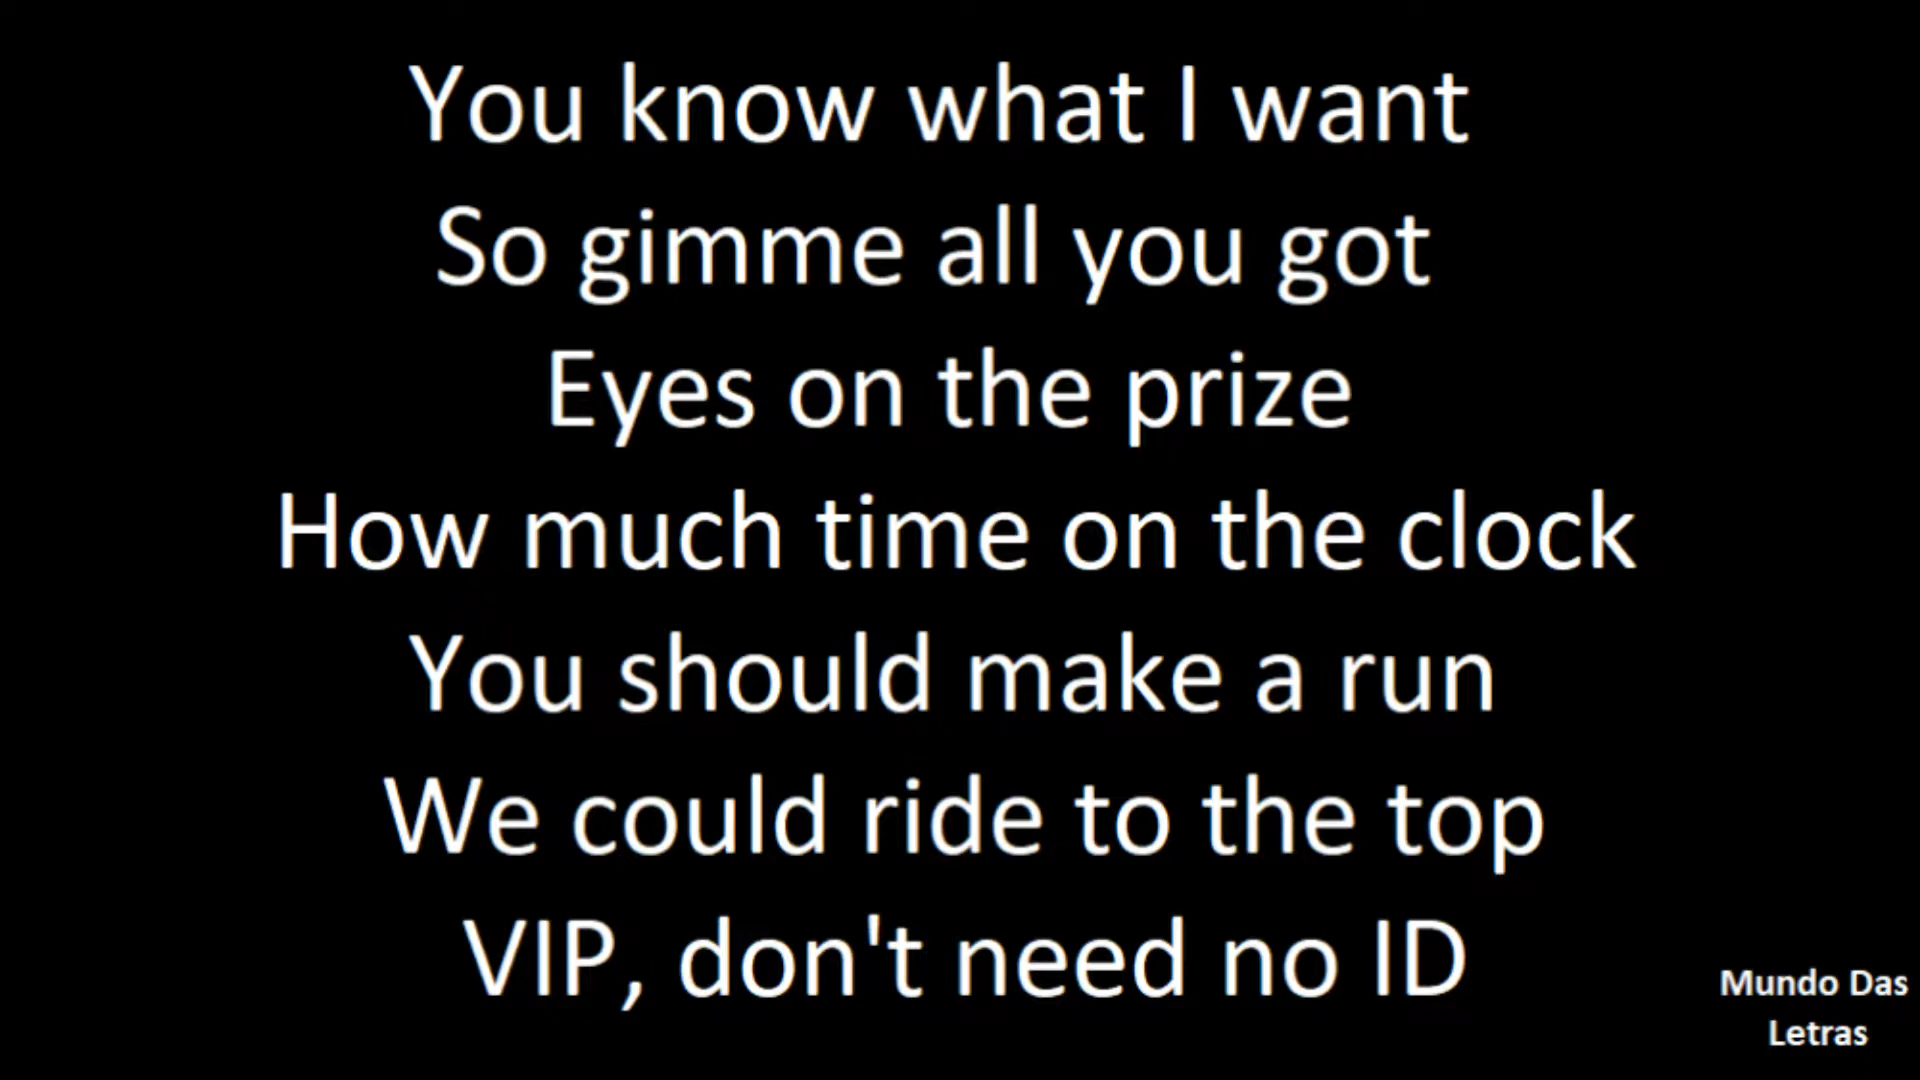 You know what I want
So gimme all you got
Eyes on the prize
How much time on the clock
You should make a run
We could ride to the top
VIP, don't need no ID
Mundo Das
Letras